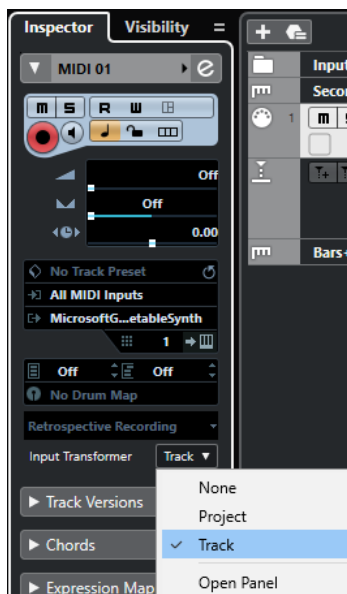 Inspector
Visibility
MIDI 01
e
m S R W
Off
Off
0.00
No Track Preset
All MIDI Inputs
MicrosoftG...etableSynth
1
Off
Off
No Drum Map
Retrospective Recording
Input Transformer
Track
Track Versions
Chords
Expression Map
None
Project
Track
Open Panel
Input
Secon
1
m
Bars+